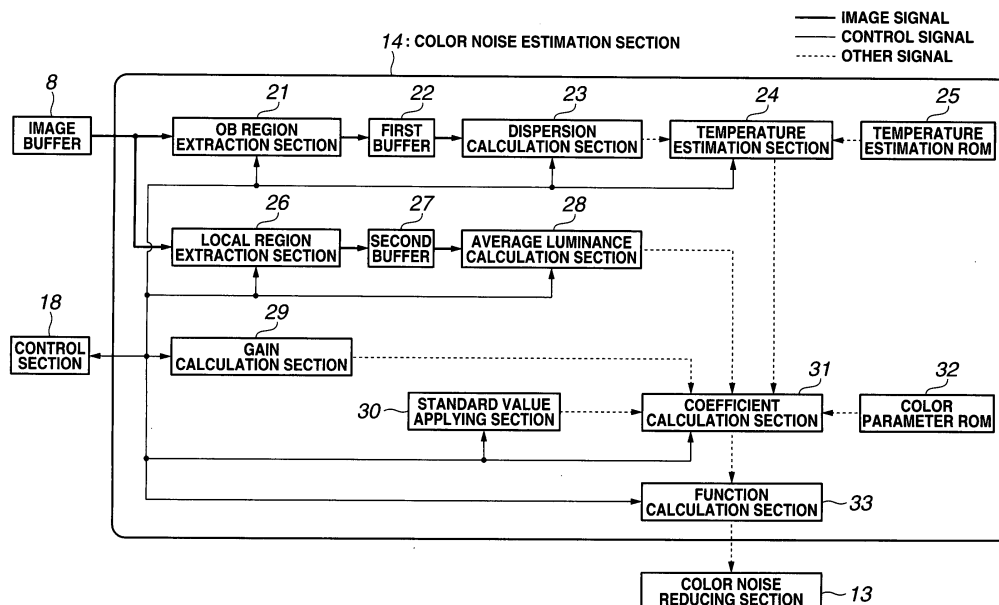 IMAGE SIGNAL
CONTROL SIGNAL
OTHER SIGNAL
14: COLOR NOISE ESTIMATION SECTION
8
IMAGE
BUFFER
21
OB REGION
EXTRACTION SECTION
22
FIRST
BUFFER
23
DISPERSION
CALCULATION SECTION
24
TEMPERATURE
ESTIMATION SECTION
25
TEMPERATURE
ESTIMATION ROM
26
LOCAL REGION
EXTRACTION SECTION
27
SECOND
BUFFER
28
AVERAGE LUMINANCE
CALCULATION SECTION
18
CONTROL
SECTION
29
GAIN
CALCULATION SECTION
30
STANDARD VALUE
APPLYING SECTION
31
COEFFICIENT
CALCULATION SECTION
32
COLOR
PARAMETER ROM
FUNCTION
CALCULATION SECTION
33
COLOR NOISE
REDUCING SECTION
13